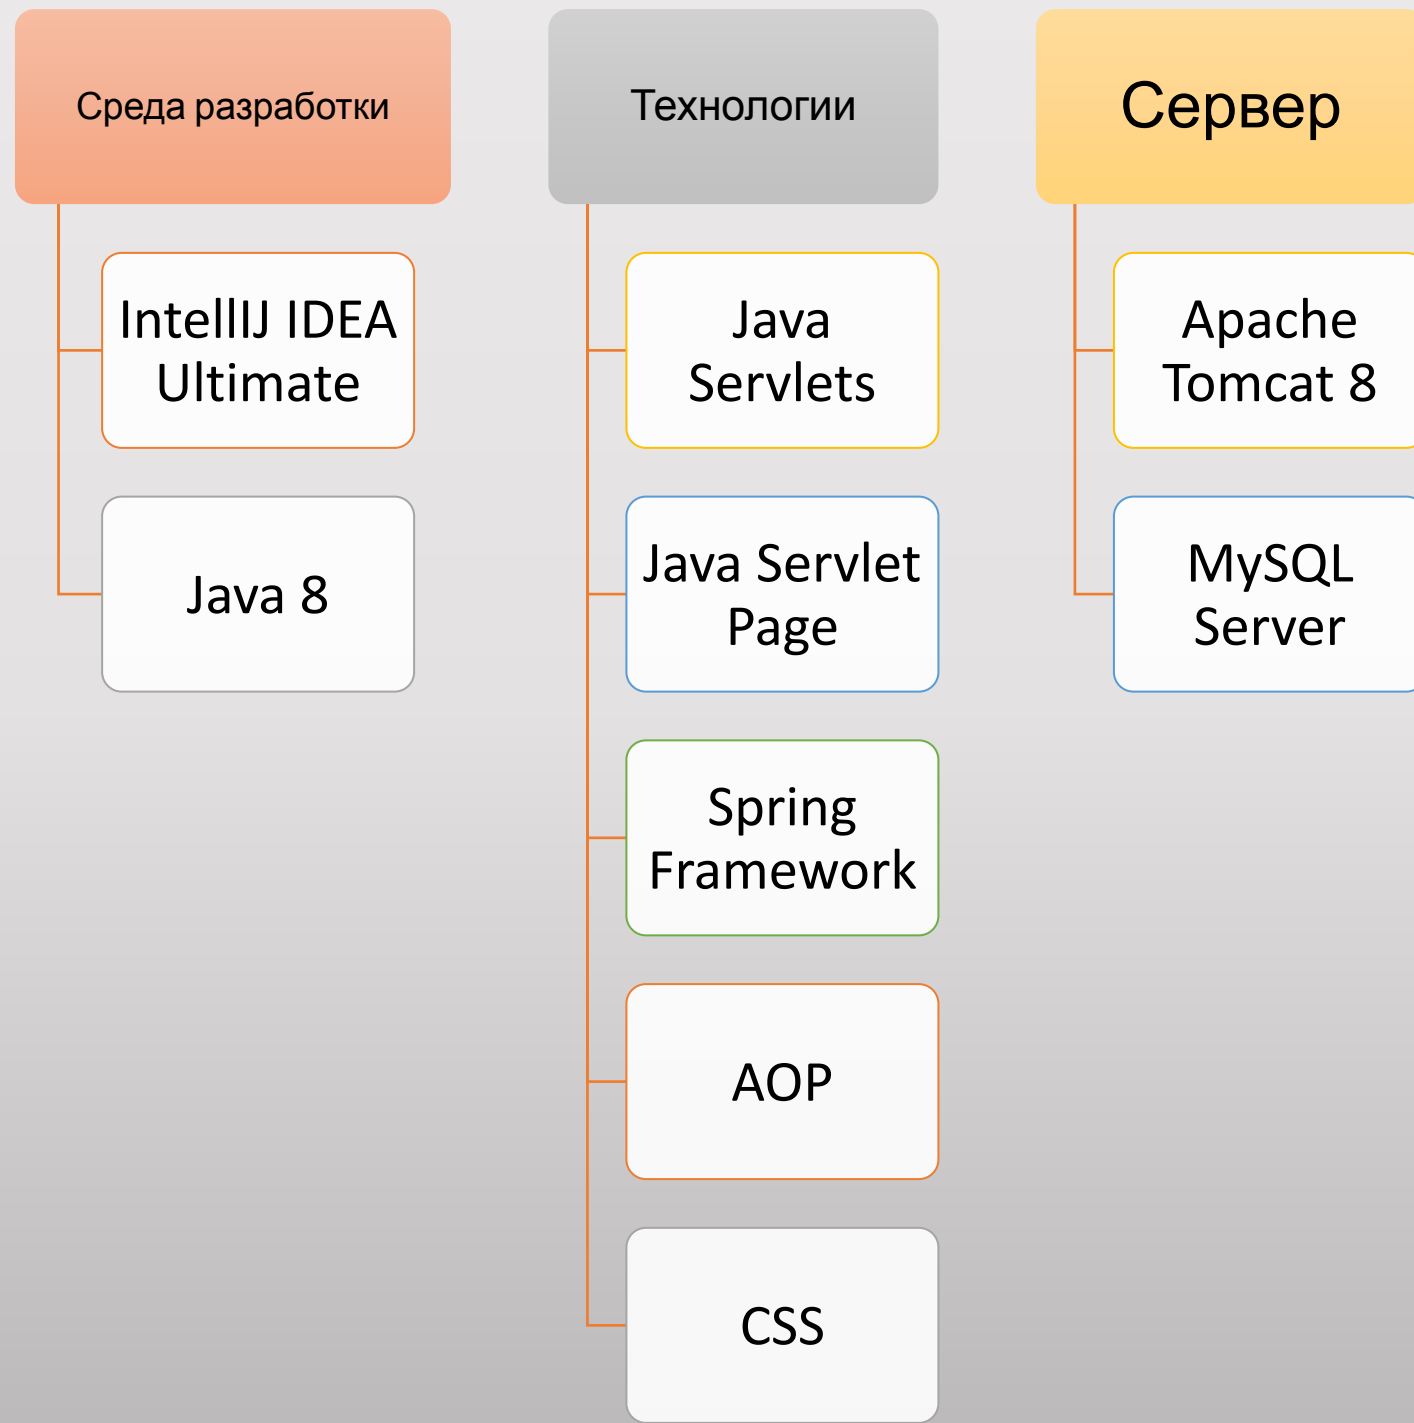 Среда разработки
IntellIJ IDEA
Ultimate
Java 8
Технологии
Java
Servlets
Java Servlet
Page
Spring
Framework
AOP
CSS
Сервер
Apache
Tomcat 8
MySQL
Server